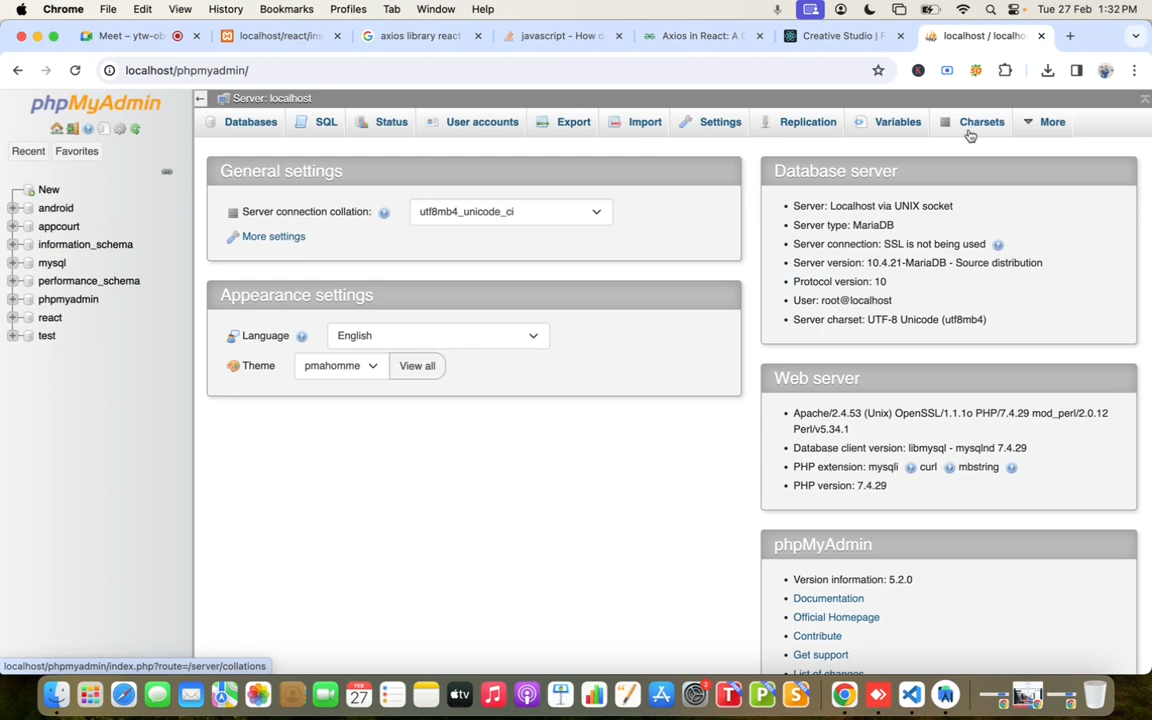 Chrome File Edit View History Bookmarks Profiles Tab Window Help Tue 27 Feb 1:32 PM
Meet – ytw-ob localhost/react/ins axios library react javascript - How d Axios in React: A C Creative Studio | F localhost / localho
localhost/phpmyadmin/
phpMyAdmin
Recent Favorites
New
android
appcourt
information_schema
mysql
performance_schema
phpmyadmin
react
test
Server: localhost
Databases SQL Status User accounts Export Import Settings Replication Variables Charsets More
General settings
Server connection collation: utf8mb4_unicode_ci
More settings
Appearance settings
Language English
Theme pmahomme View all
Database server
• Server: Localhost via UNIX socket
• Server type: MariaDB
• Server connection: SSL is not being used
• Server version: 10.4.21-MariaDB - Source distribution
• Protocol version: 10
• User: root@localhost
• Server charset: UTF-8 Unicode (utf8mb4)
Web server
• Apache/2.4.53 (Unix) OpenSSL/1.1.1o PHP/7.4.29 mod_perl/2.0.12
Perl/v5.34.1
• Database client version: libmysql - mysqlnd 7.4.29
• PHP extension: mysqli curl mbstring
• PHP version: 7.4.29
phpMyAdmin
• Version information: 5.2.0
• Documentation
• Official Homepage
• Contribute
• Get support
• List of changes
localhost/phpmyadmin/index.php?route=/server/collations
FEB
27
tv
T P S
2